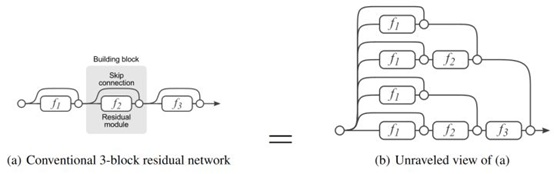 Building block
Skip
connection
f1 f2 f3
Residual
module
(a) Conventional 3-block residual network
=
f1
f1 f2
f1
f1 f2 f3
(b) Unraveled view of (a)